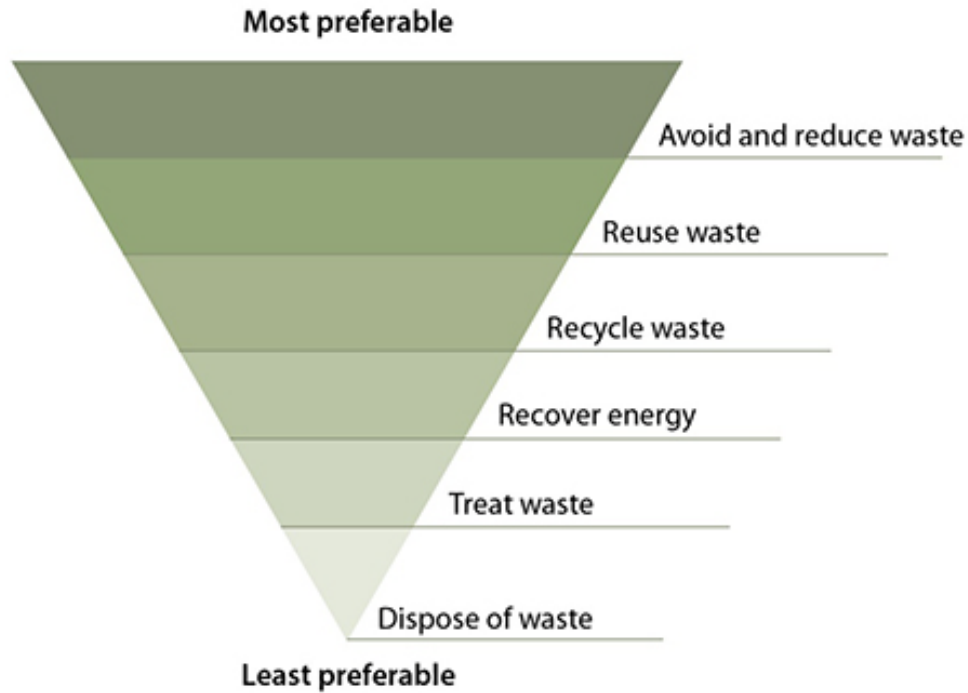 Most preferable
Avoid and reduce waste
Reuse waste
Recycle waste
Recover energy
Treat waste
Dispose of waste
Least preferable